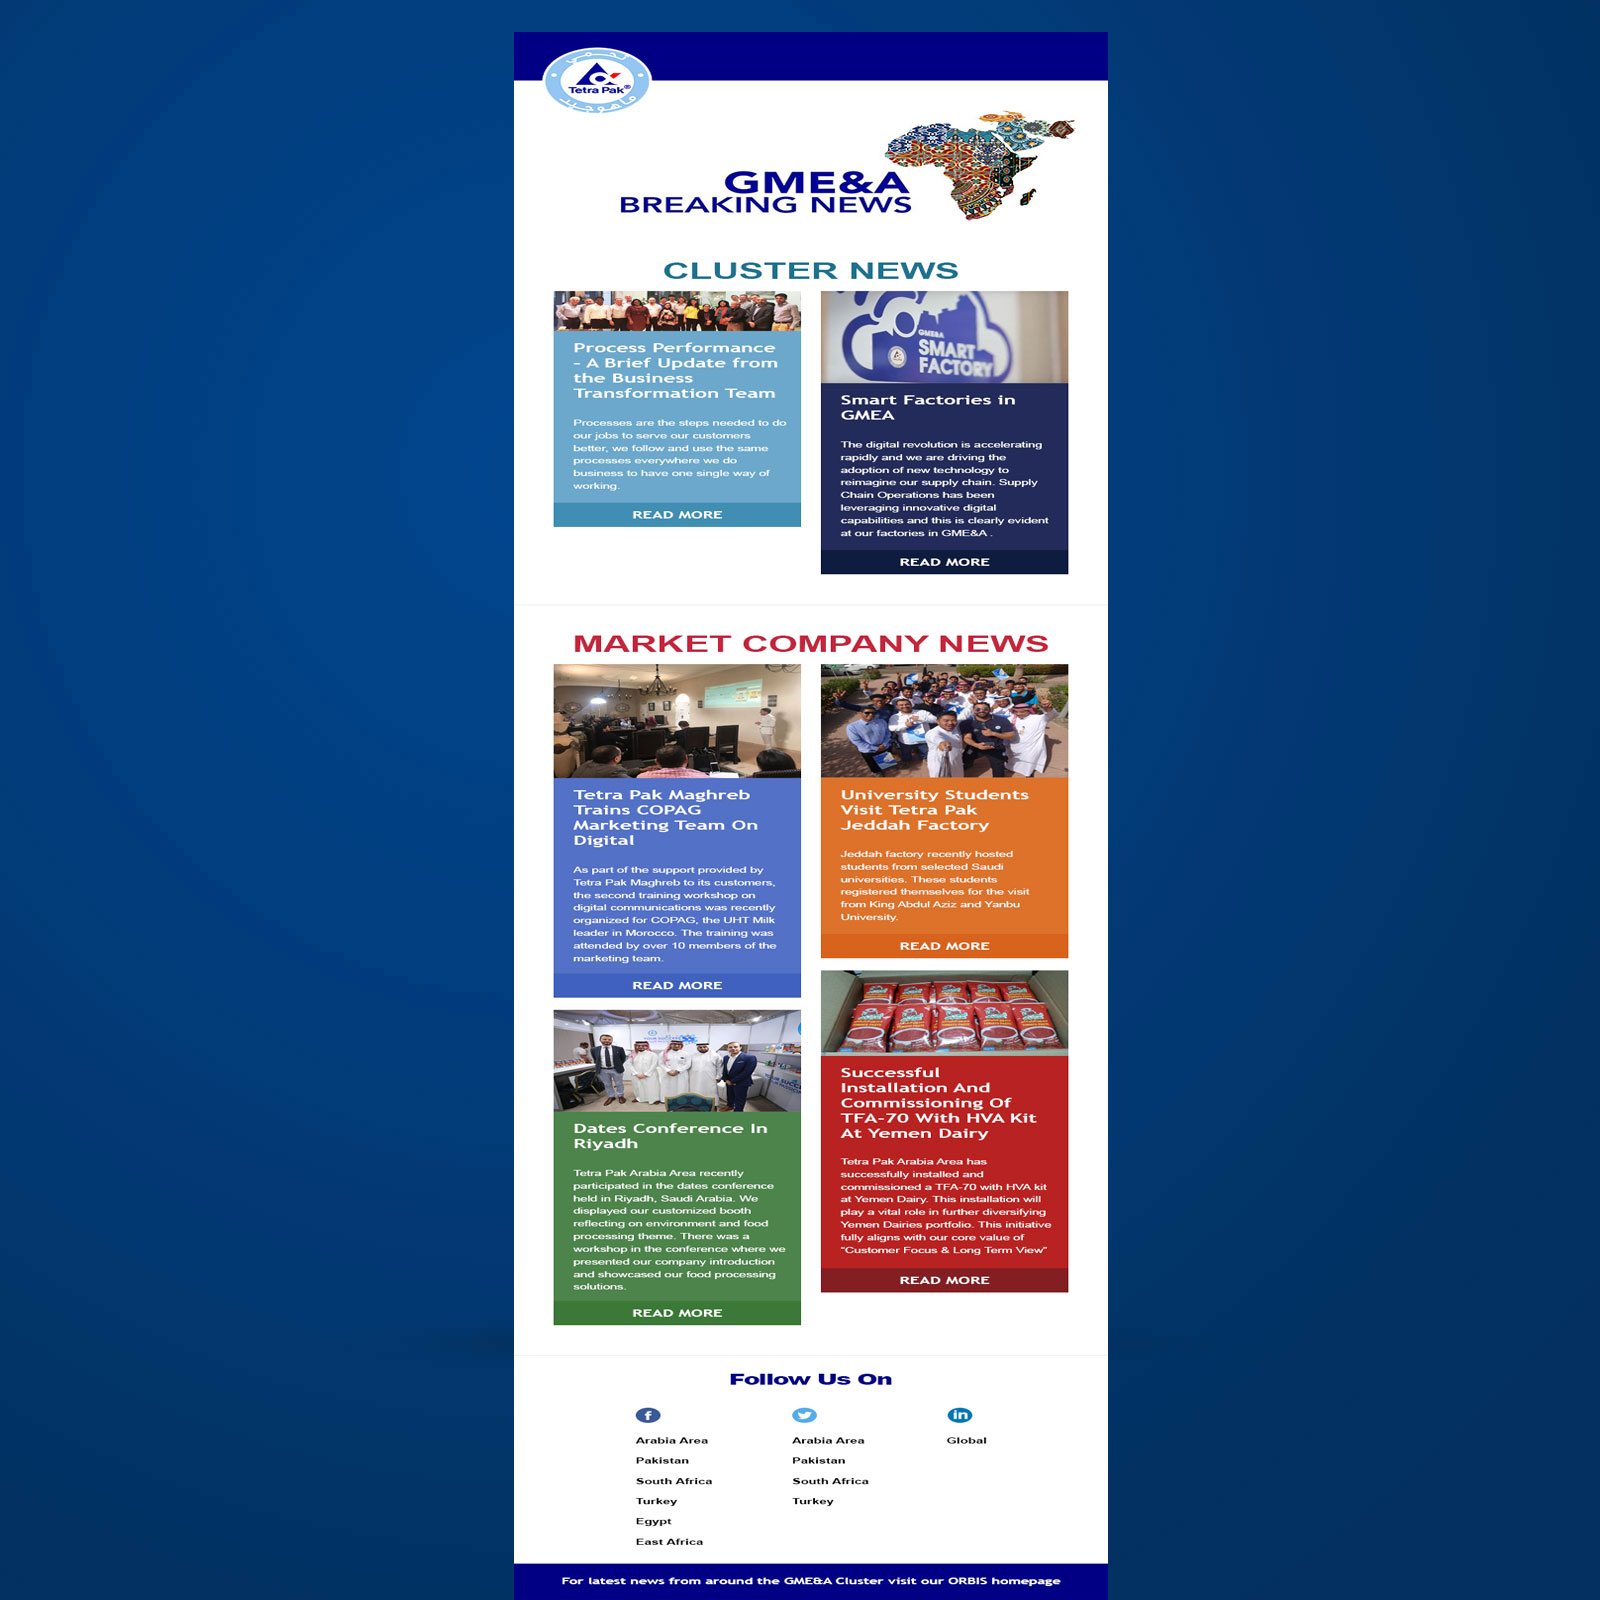 تحمي
Tetra Pak®
ما هو جيد
GME&A
BREAKING NEWS
CLUSTER NEWS
GME&A
SMART
FACTORY
Process Performance
- A Brief Update from
the Business
Transformation Team
Processes are the steps needed to do
our jobs to serve our customers
better, we follow and use the same
processes everywhere we do
business to have one single way of
working.
READ MORE
Smart Factories in
GMEA
The digital revolution is accelerating
rapidly and we are driving the
adoption of new technology to
reimagine our supply chain. Supply
Chain Operations has been
leveraging innovative digital
capabilities and this is clearly evident
at our factories in GME&A .
READ MORE
MARKET COMPANY NEWS
Tetra Pak Maghreb
Trains COPAG
Marketing Team On
Digital
As part of the support provided by
Tetra Pak Maghreb to its customers,
the second training workshop on
digital communications was recently
organized for COPAG, the UHT Milk
leader in Morocco. The training was
attended by over 10 members of the
marketing team.
READ MORE
University Students
Visit Tetra Pak
Jeddah Factory
Jeddah factory recently hosted
students from selected Saudi
universities. These students
registered themselves for the visit
from King Abdul Aziz and Yanbu
University.
READ MORE
Dates Conference In
Riyadh
Tetra Pak Arabia Area recently
participated in the dates conference
held in Riyadh, Saudi Arabia. We
displayed our customized booth
reflecting on environment and food
processing theme. There was a
workshop in the conference where we
presented our company introduction
and showcased our food processing
solutions.
READ MORE
Successful
Installation And
Commissioning Of
TFA-70 With HVA Kit
At Yemen Dairy
Tetra Pak Arabia Area has
successfully installed and
commissioned a TFA-70 with HVA kit
at Yemen Dairy. This installation will
play a vital role in further diversifying
Yemen Dairies portfolio. This initiative
fully aligns with our core value of
“Customer Focus & Long Term View”
READ MORE
Follow Us On
Arabia Area
Pakistan
South Africa
Turkey
Egypt
East Africa
Arabia Area
Pakistan
South Africa
Turkey
Global
For latest news from around the GME&A Cluster visit our ORBIS homepage